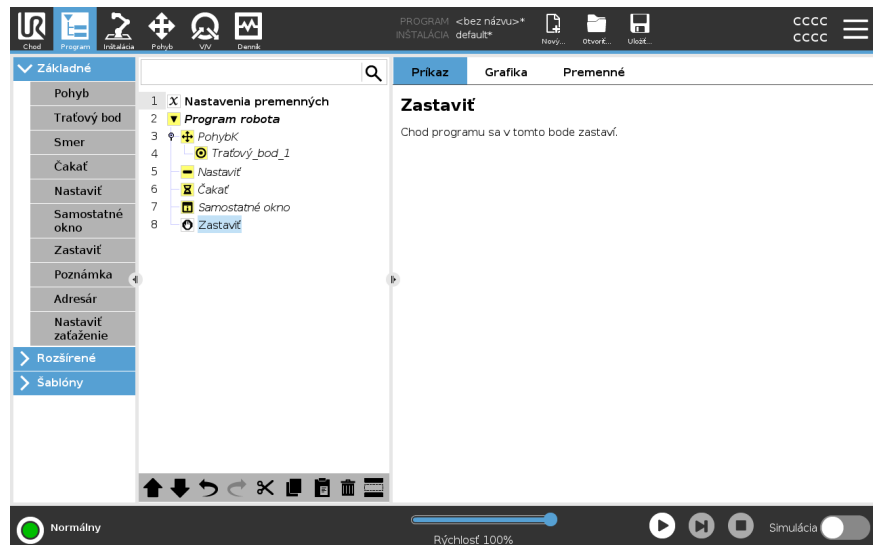 Chod
Program
Inštalácia
Pohyb
V/V
Denník
PROGRAM <bez názvu>*
INŠTALÁCIA default*
Nový...
Otvoriť...
Uložiť...
CCCC
CCCC
Základné
Pohyb
Traťový bod
Smer
Čakať
Nastaviť
Samostatné
okno
Zastaviť
Poznámka
Adresár
Nastaviť
zaťaženie
Rozšírené
Šablóny
1 X Nastavenia premenných
2 Program robota
3 PohybK
4 Traťový_bod_1
5 Nastaviť
6 Čakať
7 Samostatné okno
8 Zastaviť
Príkaz Grafika Premenné
Zastaviť
Chod programu sa v tomto bode zastaví.
Normálny
Rýchlosť 100%
Simulácia